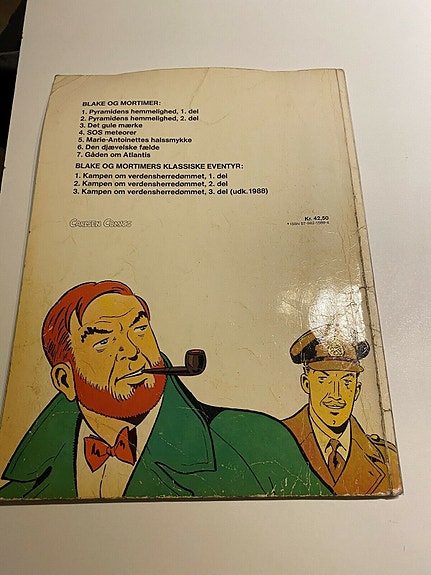 BLAKE OG MORTIMER:
1. Pyramidens hemmelighed, 1. del
2. Pyramidens hemmelighed, 2. del
3. Det gule mærke
4. SOS meteorer
5. Marie-Antoinettes halssmykke
6. Den djævelske fælde
7. Gåden om Atlantis
BLAKE OG MORTIMERS KLASSISKE EVENTYR:
1. Kampen om verdensherredømmet, 1. del
2. Kampen om verdensherredømmet, 2. del
3. Kampen om verdensherredømmet, 3. del (udk. 1988)
CARLSEN COMICS
Kr. 42,50
ISBN